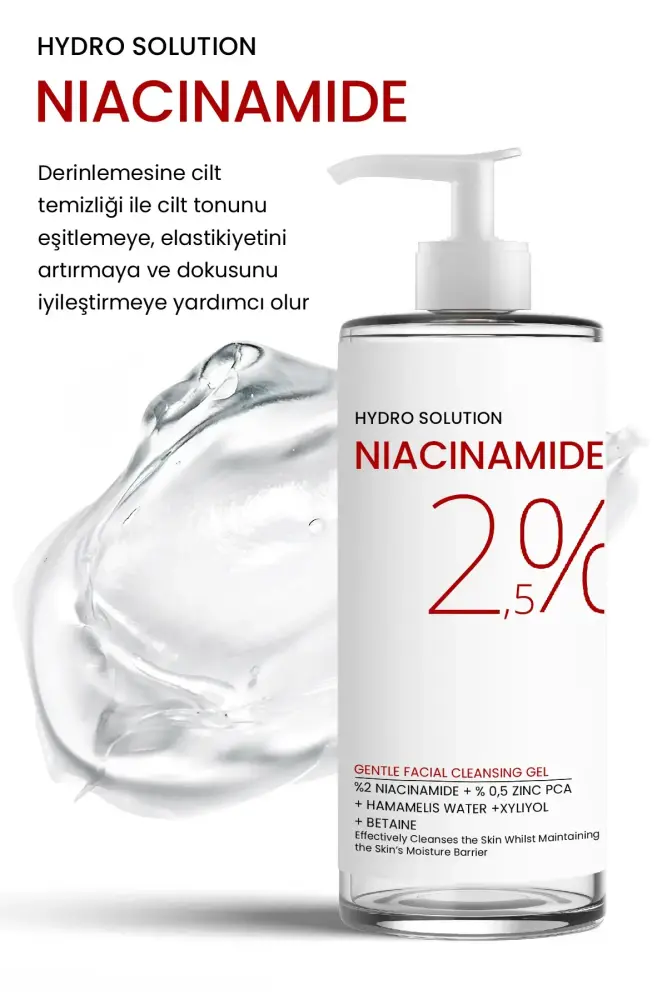 HYDRO SOLUTION
NIACINAMIDE
Derinlemesine cilt
temizliği ile cilt tonunu
eşitlemeye, elastikiyetini
artırmaya ve dokusunu
iyileştirmeye yardımcı olur
HYDRO SOLUTION
NIACINAMIDE
2,5%
GENTLE FACIAL CLEANSING GEL
%2 NIACINAMIDE + % 0,5 ZINC PCA
+ HAMAMELIS WATER +XYLIYOL
+ BETAINE
Effectively Cleanses the Skin Whilst Maintaining
the Skin's Moisture Barrier